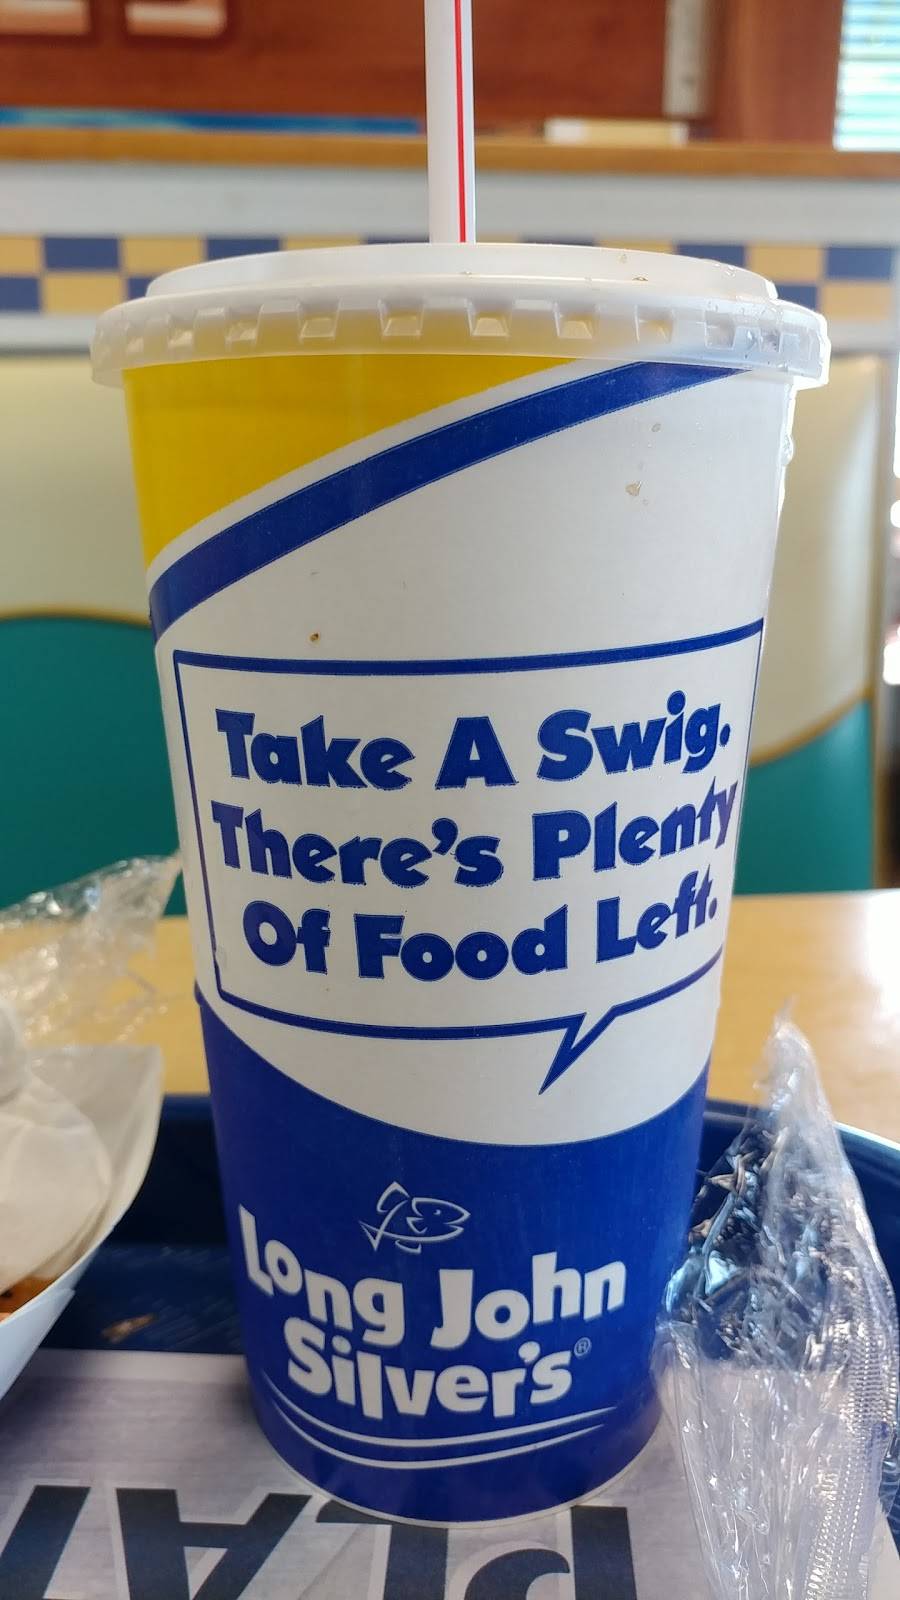 Take A Swig.
There's Plenty
Of Food Left.
Long John
Silver's®